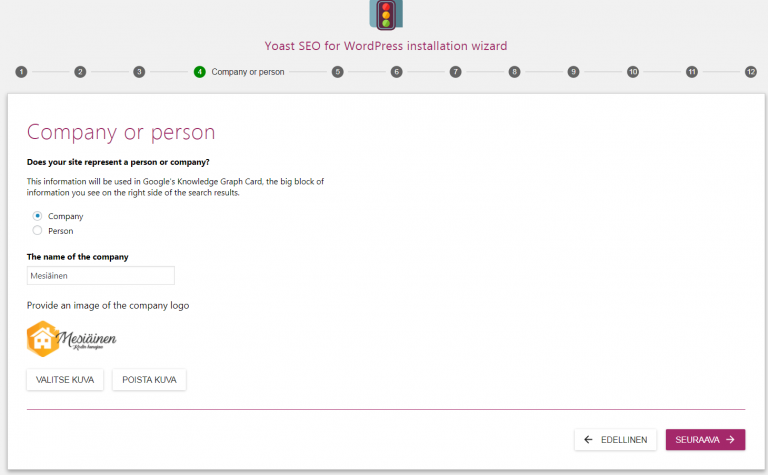 Yoast SEO for WordPress installation wizard
1 2 3 4 Company or person 5 6 7 8 9 10 11 12
Company or person
Does your site represent a person or company?
This information will be used in Google's Knowledge Graph Card, the big block of
information you see on the right side of the search results.
Company
Person
The name of the company
Mesiäinen
Provide an image of the company logo
Mesiäinen
VALITSE KUVA POISTA KUVA
EDELLINEN SEURAAVA